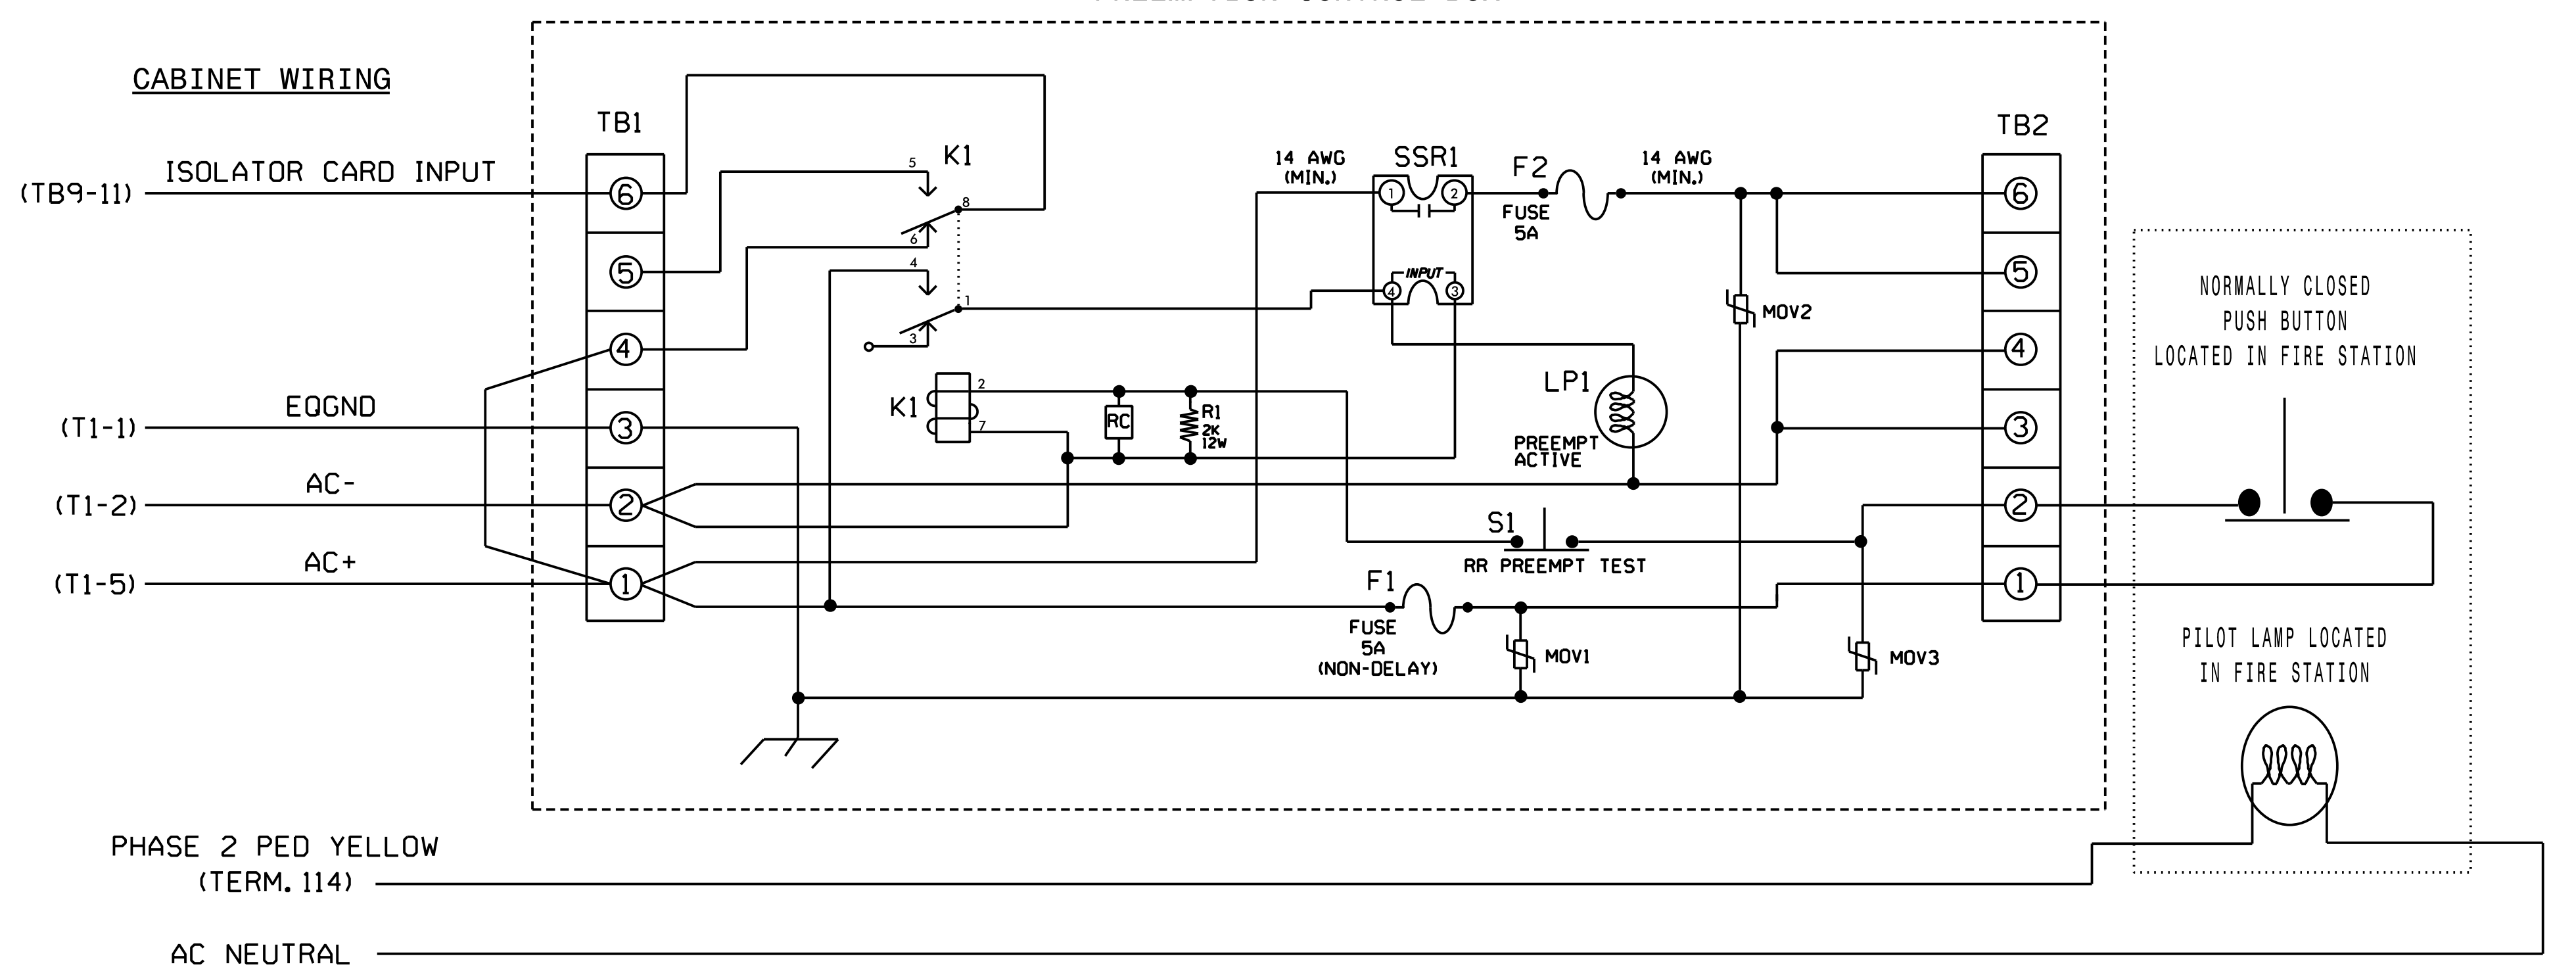 CABINET WIRING
TB1
TB2
(TB9-11)
ISOLATOR CARD INPUT
6
5
4
EQGND
(T1-1)
3
AC-
(T1-2)
2
AC+
(T1-5)
1
5
K1
8
6
4
1
3
K1
2
7
RC
R1
2K
12W
14 AWG
(MIN.)
SSR1
1
2
INPUT
4
3
F2
FUSE
5A
14 AWG
(MIN.)
MOV2
LP1
PREEMPT
ACTIVE
S1
RR PREEMPT TEST
F1
FUSE
5A
(NON-DELAY)
MOV1
MOV3
6
5
4
3
2
1
NORMALLY CLOSED
PUSH BUTTON
LOCATED IN FIRE STATION
PILOT LAMP LOCATED
IN FIRE STATION
PHASE 2 PED YELLOW
(TERM. 114)
AC NEUTRAL